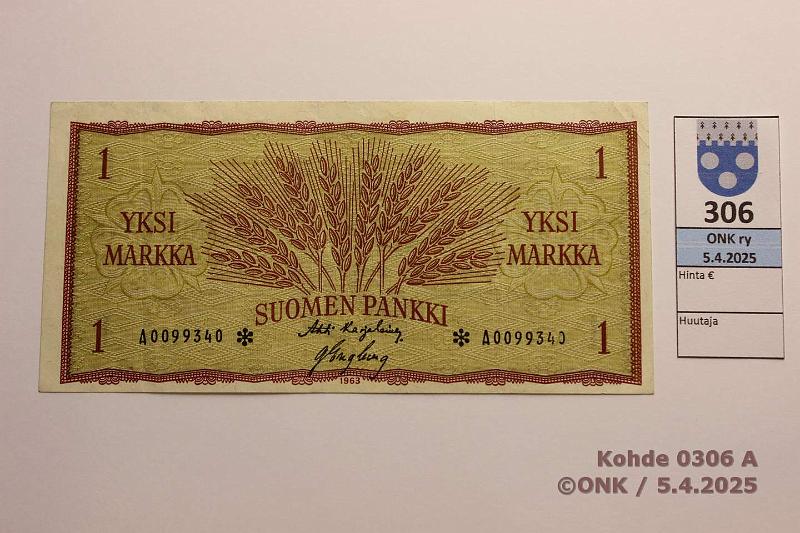 1
1
YKSI
MARKKA
YKSI
MARKKA
SUOMEN PANKKI
1
A0099340 *
* A0099340
1
1963
306
ONK ry
5.4.2025
Hinta €
Huutaja
Kohde 0306 A
©ONK / 5.4.2025